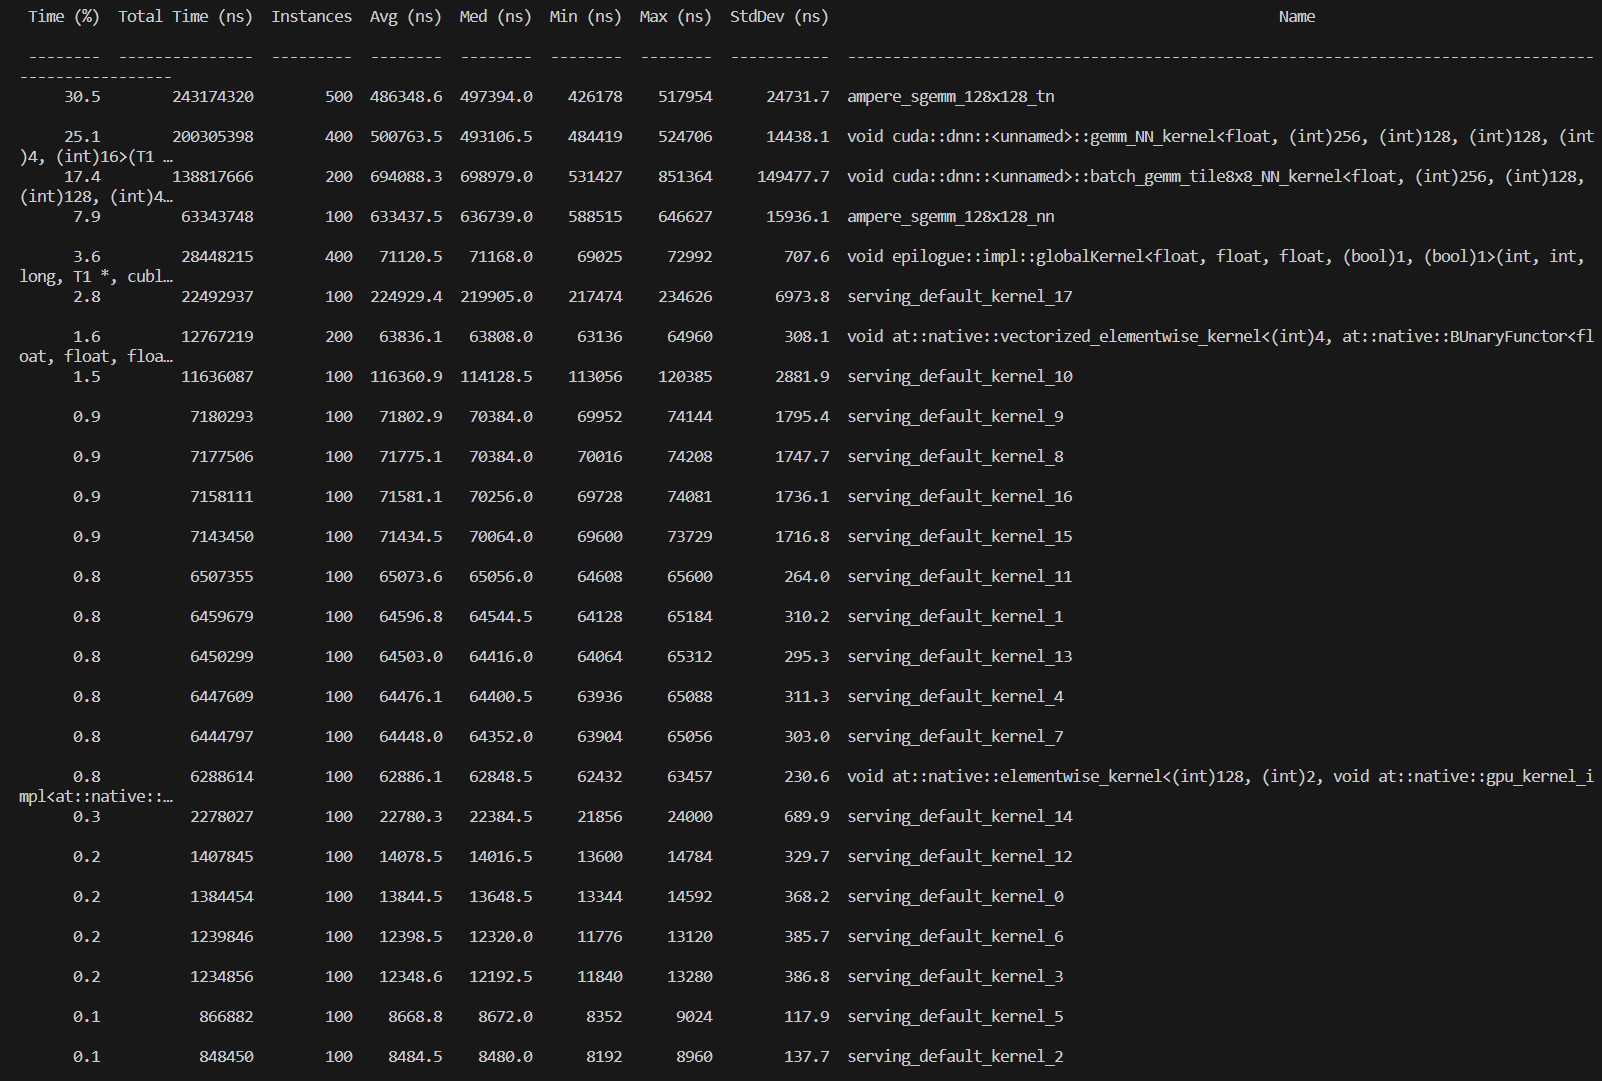 Time (%)  Total Time (ns)  Instances  Avg (ns)  Med (ns)  Min (ns)  Max (ns)  StdDev (ns)  Name
--------  ---------------  ---------  --------  --------  --------  --------  -----------  -----------------------------------------------------------------------------------
-----------------
30.5  243174320  500  486348.6  497394.0  426178  517954  24731.7  ampere_sgemm_128x128_tn
25.1  200305398  400  500763.5  493106.5  484419  524706  14438.1  void cuda::dnn::<unnamed>::gemm_NN_kernel<float, (int)256, (int)128, (int)128, (int
)4, (int)16>(T1 …
17.4  138817666  200  694088.3  698979.0  531427  851364  149477.7  void cuda::dnn::<unnamed>::batch_gemm_tile8x8_NN_kernel<float, (int)256, (int)128,
(int)128, (int)4…
7.9  63343748  100  633437.5  636739.0  588515  646627  15936.1  ampere_sgemm_128x128_nn
3.6  28448215  400  71120.5  71168.0  69025  72992  707.6  void epilogue::impl::globalKernel<float, float, float, (bool)1, (bool)1>(int, int,
long, T1 *, cubl…
2.8  22492937  100  224929.4  219905.0  217474  234626  6973.8  serving_default_kernel_17
1.6  12767219  200  63836.1  63808.0  63136  64960  308.1  void at::native::vectorized_elementwise_kernel<(int)4, at::native::BUnaryFunctor<fl
oat, float, floa…
1.5  11636087  100  116360.9  114128.5  113056  120385  2881.9  serving_default_kernel_10
0.9  7180293  100  71802.9  70384.0  69952  74144  1795.4  serving_default_kernel_9
0.9  7177506  100  71775.1  70384.0  70016  74208  1747.7  serving_default_kernel_8
0.9  7158111  100  71581.1  70256.0  69728  74081  1736.1  serving_default_kernel_16
0.9  7143450  100  71434.5  70064.0  69600  73729  1716.8  serving_default_kernel_15
0.8  6507355  100  65073.6  65056.0  64608  65600  264.0  serving_default_kernel_11
0.8  6459679  100  64596.8  64544.5  64128  65184  310.2  serving_default_kernel_1
0.8  6450299  100  64503.0  64416.0  64064  65312  295.3  serving_default_kernel_13
0.8  6447609  100  64476.1  64400.5  63936  65088  311.3  serving_default_kernel_4
0.8  6444797  100  64448.0  64352.0  63904  65056  303.0  serving_default_kernel_7
0.8  6288614  100  62886.1  62848.5  62432  63457  230.6  void at::native::elementwise_kernel<(int)128, (int)2, void at::native::gpu_kernel_i
mpl<at::native::…
0.3  2278027  100  22780.3  22384.5  21856  24000  689.9  serving_default_kernel_14
0.2  1407845  100  14078.5  14016.5  13600  14784  329.7  serving_default_kernel_12
0.2  1384454  100  13844.5  13648.5  13344  14592  368.2  serving_default_kernel_0
0.2  1239846  100  12398.5  12320.0  11776  13120  385.7  serving_default_kernel_6
0.2  1234856  100  12348.6  12192.5  11840  13280  386.8  serving_default_kernel_3
0.1  866882  100  8668.8  8672.0  8352  9024  117.9  serving_default_kernel_5
0.1  848450  100  8484.5  8480.0  8192  8960  137.7  serving_default_kernel_2